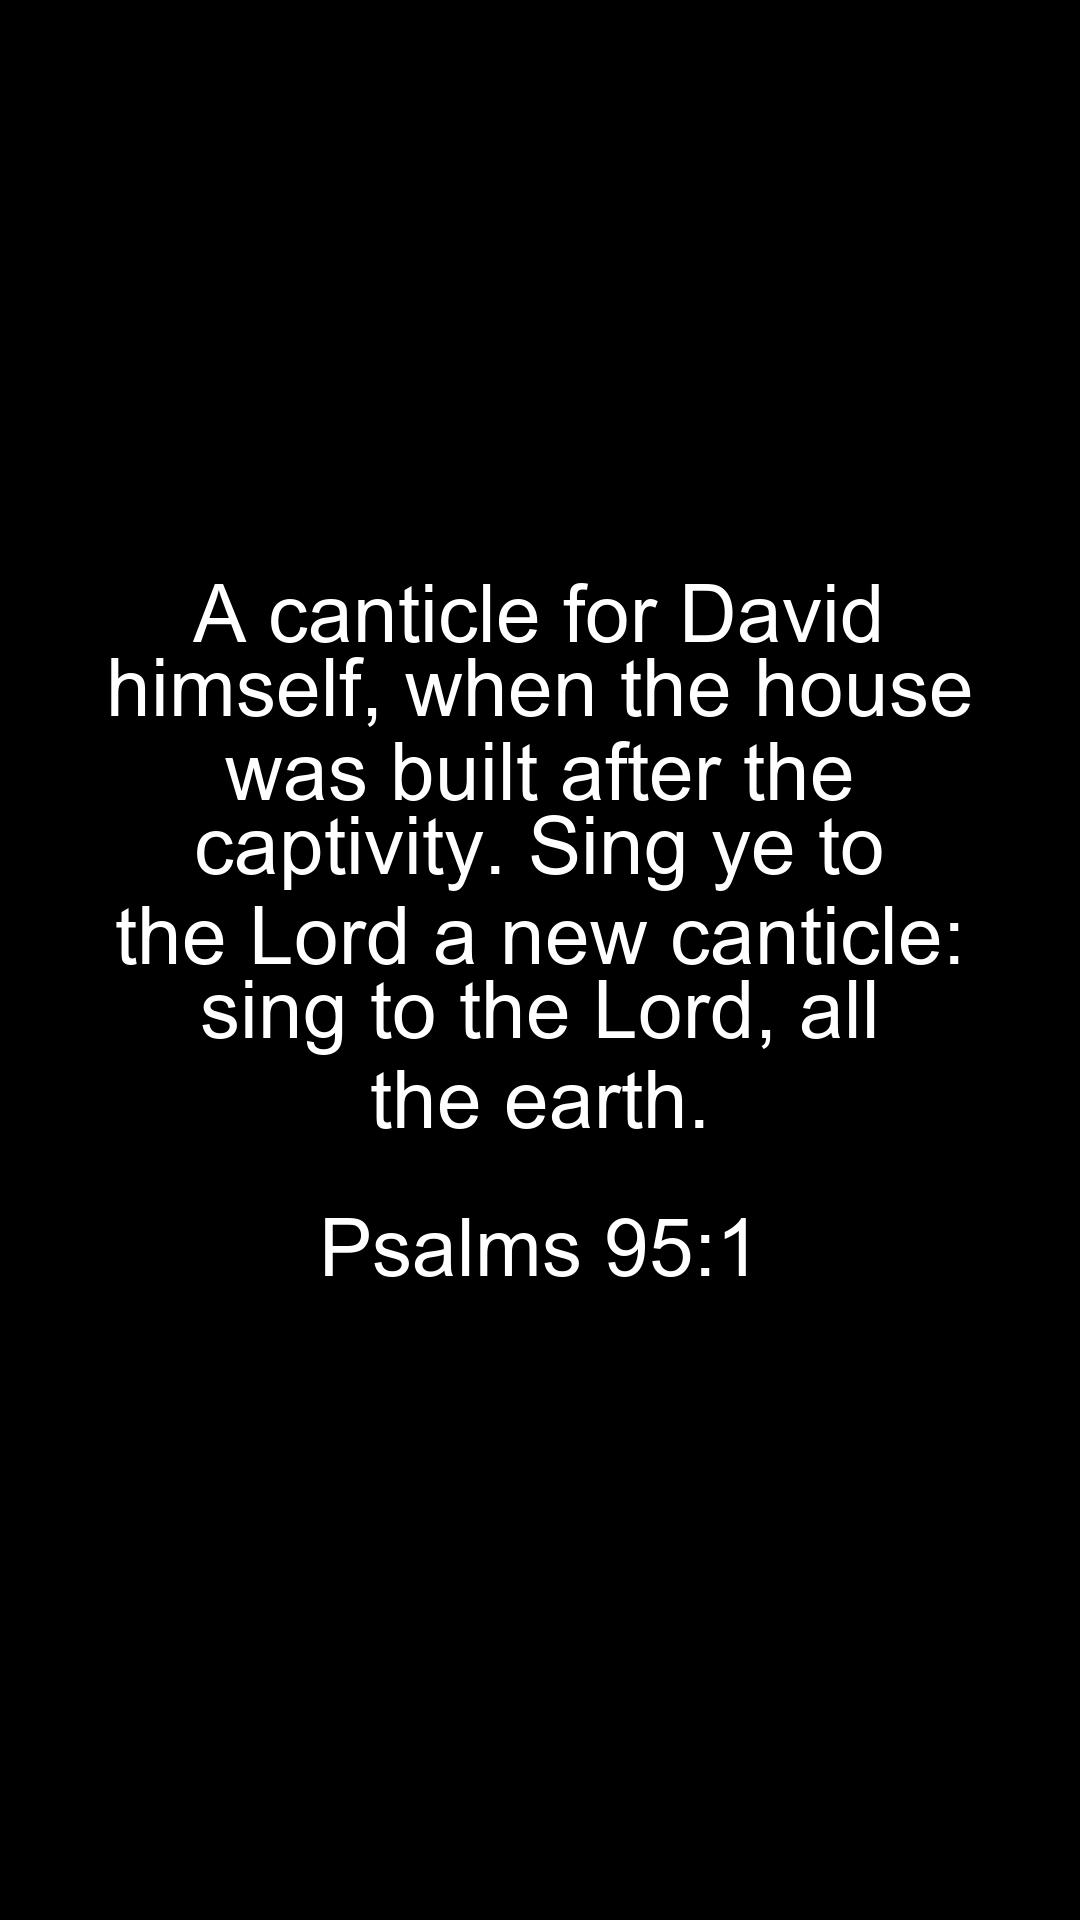 A canticle for David
himself, when the house
was built after the
captivity. Sing ye to
the Lord a new canticle:
sing to the Lord, all
the earth.
Psalms 95:1